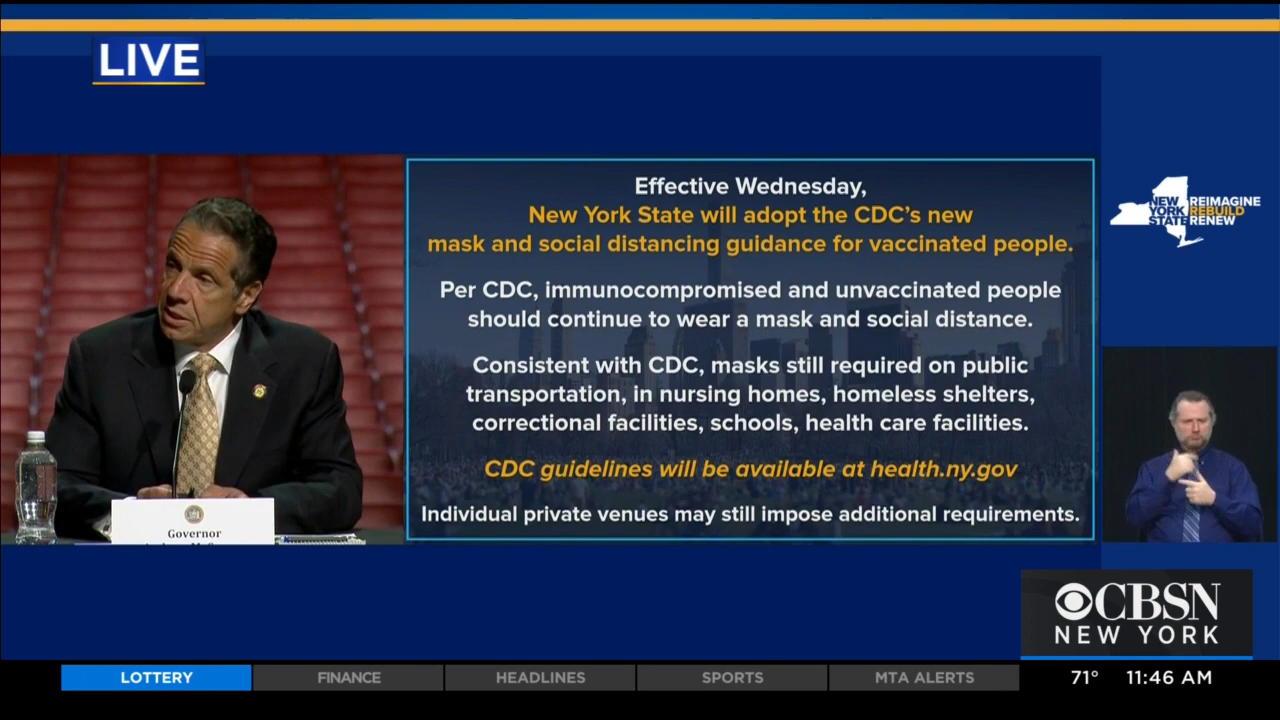 LIVE
Effective Wednesday,
New York State will adopt the CDC's new
mask and social distancing guidance for vaccinated people.
Per CDC, immunocompromised and unvaccinated people
should continue to wear a mask and social distance.
Consistent with CDC, masks still required on public
transportation, in nursing homes, homeless shelters,
correctional facilities, schools, health care facilities.
CDC guidelines will be available at health.ny.gov
Individual private venues may still impose additional requirements.
NEW
YORK
STATE
REIMAGINE
REBUILD
RENEW
Governor
CBSN
NEW YORK
LOTTERY
FINANCE
HEADLINES
SPORTS
MTA ALERTS
71°
11:46 AM